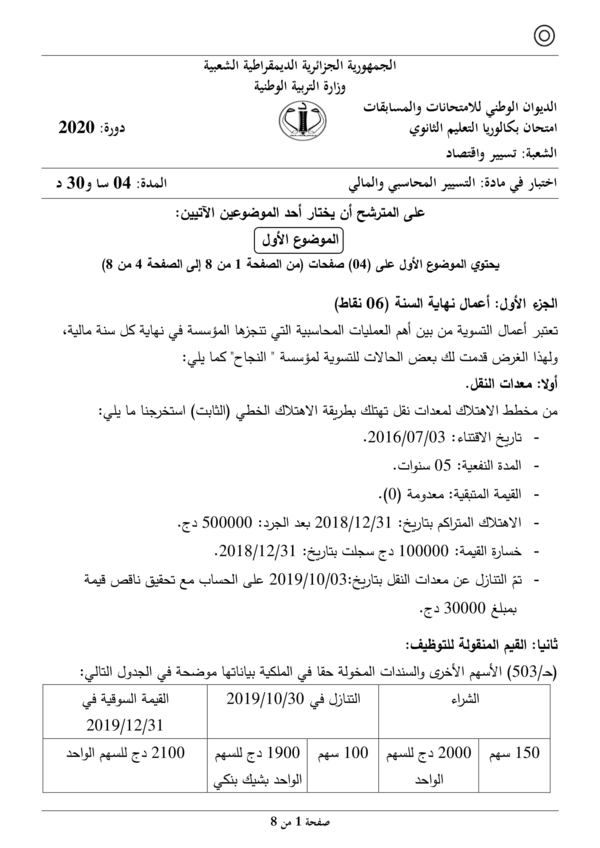 الجمهورية الجزائرية الديمقراطية الشعبية
وزارة التربية الوطنية
الديوان الوطني للامتحانات والمسابقات
امتحان بكالوريا التعليم الثانوي
دورة: 2020
الشعبة: تسيير واقتصاد
اختبار في مادة: التسيير المحاسبي والمالي
المدة: 04 سا و30 د
على المترشح أن يختار أحد الموضوعين الآتيين:
الموضوع الأول
يحتوي الموضوع الأول على (04) صفحات (من الصفحة 1 من 8 إلى الصفحة 4 من 8)
الجزء الأول: أعمال نهاية السنة (06 نقاط)
تعتبر أعمال التسوية من بين أهم العمليات المحاسبية التي تنجزها المؤسسة في نهاية كل سنة مالية،
ولهذا الغرض قدمت لك بعض الحالات للتسوية لمؤسسة " النجاح" كما يلي:
أولا: معدات النقل.
من مخطط الاهتلاك لمعدات نقل تهتلك بطريقة الاهتلاك الخطي (الثابت) استخرجنا ما يلي:
- تاريخ الاقتناء: 2016/07/03.
- المدة النفعية: 05 سنوات.
- القيمة المتبقية: معدومة (0).
- الاهتلاك المتراكم بتاريخ: 2018/12/31 بعد الجرد: 500000 دج.
- خسارة القيمة: 100000 دج سجلت بتاريخ: 2018/12/31.
- تمّ التنازل عن معدات النقل بتاريخ:2019/10/03 على الحساب مع تحقيق ناقص قيمة
بمبلغ 30000 دج.
ثانيا: القيم المنقولة للتوظيف:
(حـ/503) الأسهم الأخرى والسندات المخولة حقا في الملكية بياناتها موضحة في الجدول التالي:
الشراء
التنازل في 2019/10/30
القيمة السوقية في
2019/12/31
150 سهم
2000 دج للسهم
الواحد
100 سهم
1900 دج للسهم
الواحد بشيك بنكي
2100 دج للسهم الواحد
صفحة 1 من 8